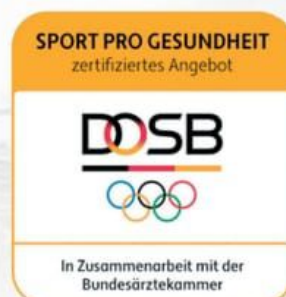 SPORT PRO GESUNDHEIT
zertifiziertes Angebot
DOSB
In Zusammenarbeit mit der
Bundesärztekammer